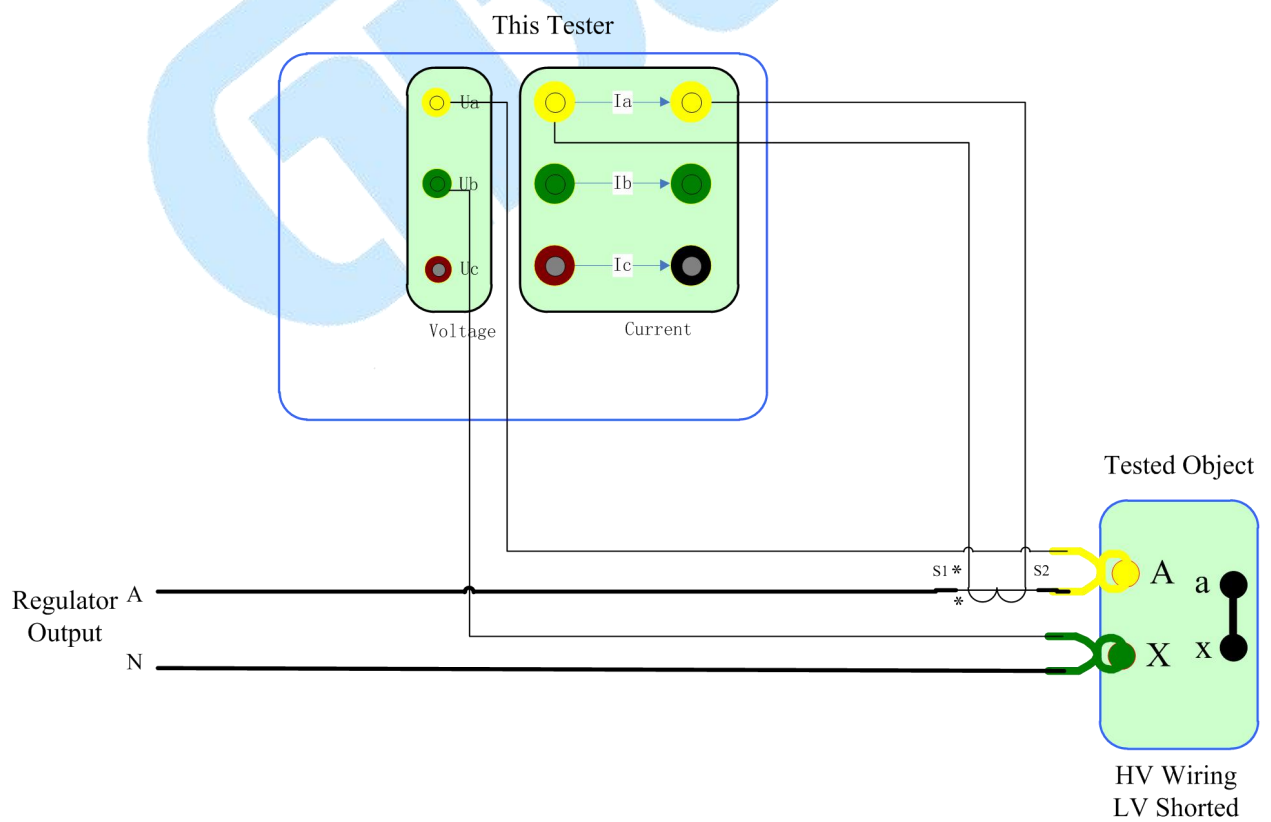 This Tester
Ua
Ia
Ub
Ib
Uc
Ic
Voltage
Current
Tested Object
S1 *
S2
*
A
a
Regulator
Output
A
N
X
x
HV Wiring
LV Shorted